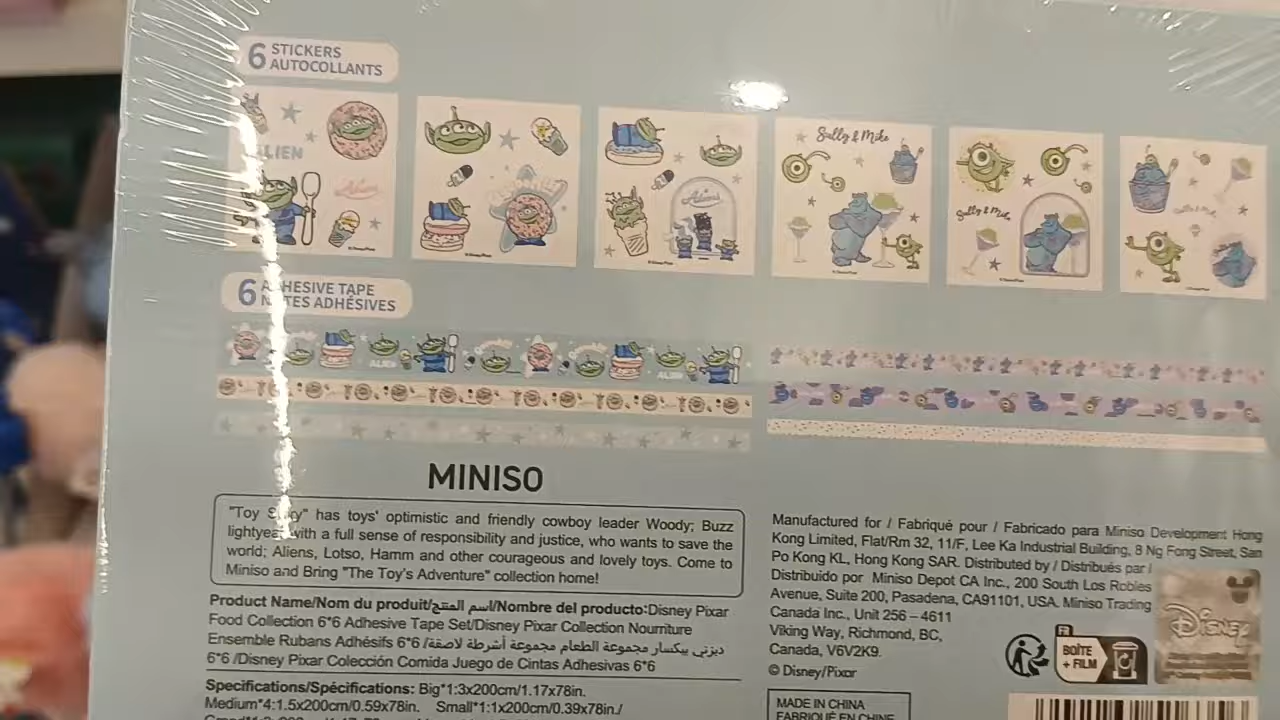 6 STICKERS
AUTOCOLLANTS
ALIEN
Sully & Mike
Sully & Mike
6 ADHESIVE TAPE
NOTES ADHÉSIVES
MINISO
"Toy Story" has toys' optimistic and friendly cowboy leader Woody; Buzz
lightyear with a full sense of responsibility and justice, who wants to save the
world; Aliens, Lotso, Hamm and other courageous and lovely toys. Come to
Miniso and Bring "The Toy's Adventure" collection home!
Product Name/Nom du produit/اسم المنتج/Nombre del producto:Disney Pixar
Food Collection 6*6 Adhesive Tape Set/Disney Pixar Collection Nourriture
Ensemble Rubans Adhésifs 6*6 /ديزني بيكسار مجموعة الطعام مجموعة أشرطة لاصقة
6*6 /Disney Pixar Colección Comida Juego de Cintas Adhesivas 6*6
Specifications/Spécifications: Big*1:3x200cm/1.17x78in.
Medium*4:1.5x200cm/0.59x78in. Small*1:1x200cm/0.39x78in./
Manufactured for / Fabriqué pour / Fabricado para Miniso Development Hong
Kong Limited, Flat/Rm 32, 11/F, Lee Ka Industrial Building, 8 Ng Fong Street, San
Po Kong KL, Hong Kong SAR. Distributed by / Distribués par /
Distribuido por Miniso Depot CA Inc., 200 South Los Robles
Avenue, Suite 200, Pasadena, CA91101, USA. Miniso Trading
Canada Inc., Unit 256 – 4611
Viking Way, Richmond, BC,
Canada, V6V2K9.
© Disney/Pixar
FR
BOÎTE
+ FILM
DISNEY
MADE IN CHINA
FABRIQUÉ EN CHINE